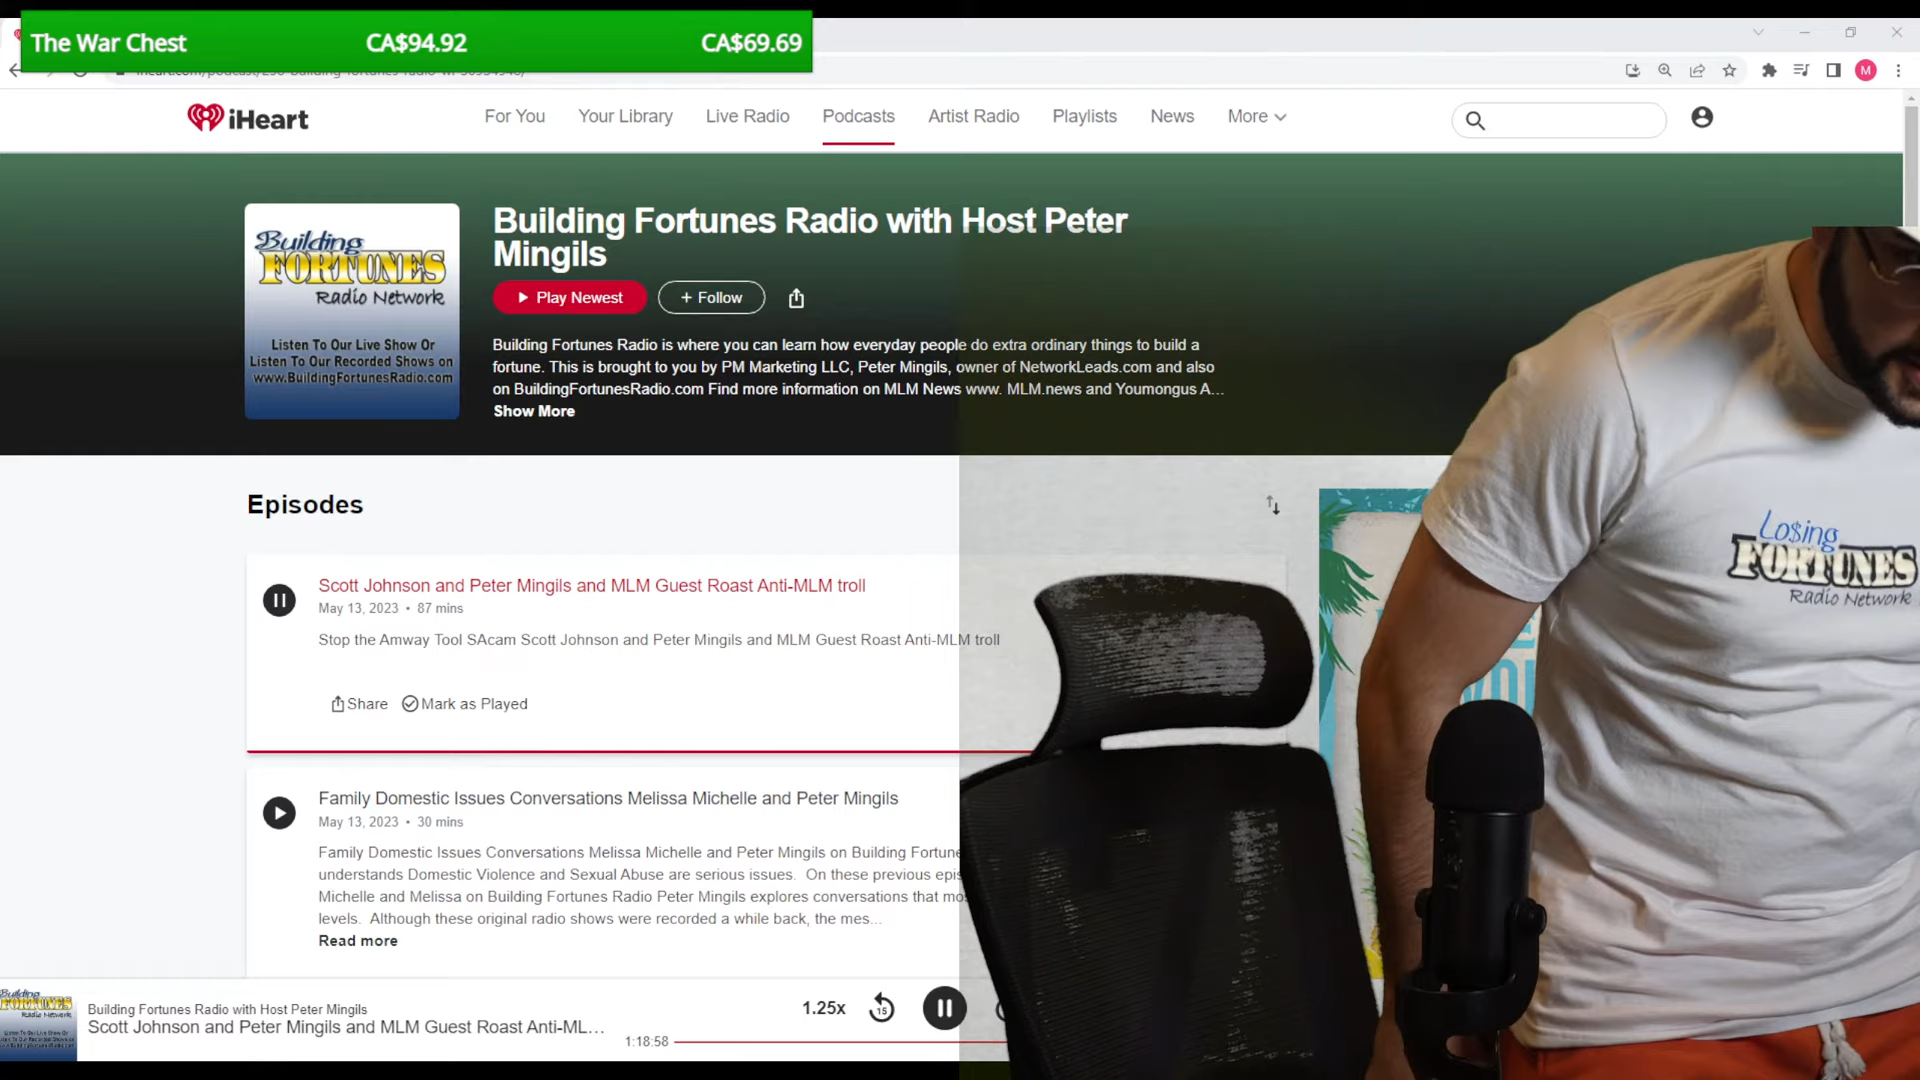 The War Chest CA$94.92 CA$69.69
iHeart For You Your Library Live Radio Podcasts Artist Radio Playlists News More
M
Building
FORTUNES
Radio Network
Listen To Our Live Show Or
Listen To Our Recorded Shows on
www.BuildingFortunesRadio.com
Building Fortunes Radio with Host Peter
Mingils
Play Newest + Follow
Building Fortunes Radio is where you can learn how everyday people do extra ordinary things to build a
fortune. This is brought to you by PM Marketing LLC, Peter Mingils, owner of NetworkLeads.com and also
on BuildingFortunesRadio.com Find more information on MLM News www. MLM.news and Youmongus A...
Show More
Episodes
Scott Johnson and Peter Mingils and MLM Guest Roast Anti-MLM troll
May 13, 2023 • 87 mins
Stop the Amway Tool SAcam Scott Johnson and Peter Mingils and MLM Guest Roast Anti-MLM troll
Share Mark as Played
Family Domestic Issues Conversations Melissa Michelle and Peter Mingils
May 13, 2023 • 30 mins
Family Domestic Issues Conversations Melissa Michelle and Peter Mingils on Building Fortune
understands Domestic Violence and Sexual Abuse are serious issues. On these previous epis
Michelle and Melissa on Building Fortunes Radio Peter Mingils explores conversations that mos
levels. Although these original radio shows were recorded a while back, the mes...
Read more
Lo$ing
FORTUNES
Radio Network
Building
FORTUNES
Radio Network
Building Fortunes Radio with Host Peter Mingils
Scott Johnson and Peter Mingils and MLM Guest Roast Anti-ML...
1.25x 15
1:18:58